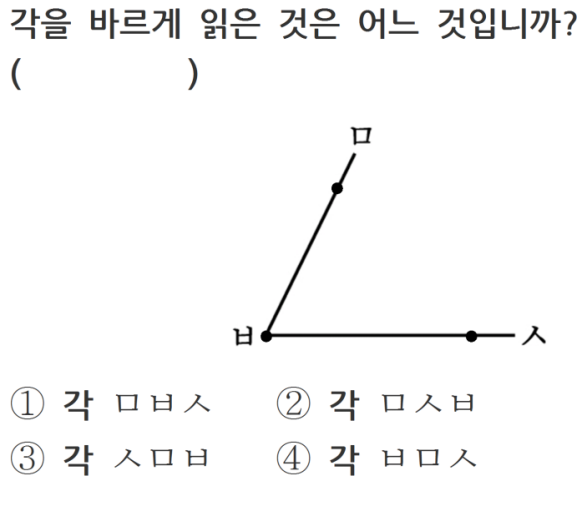 각을 바르게 읽은 것은 어느 것입니까?
( )
ㅁ
ㅂ ㅅ
① 각 ㅁㅂㅅ ② 각 ㅁㅅㅂ
③ 각 ㅅㅁㅂ ④ 각 ㅂㅁㅅ